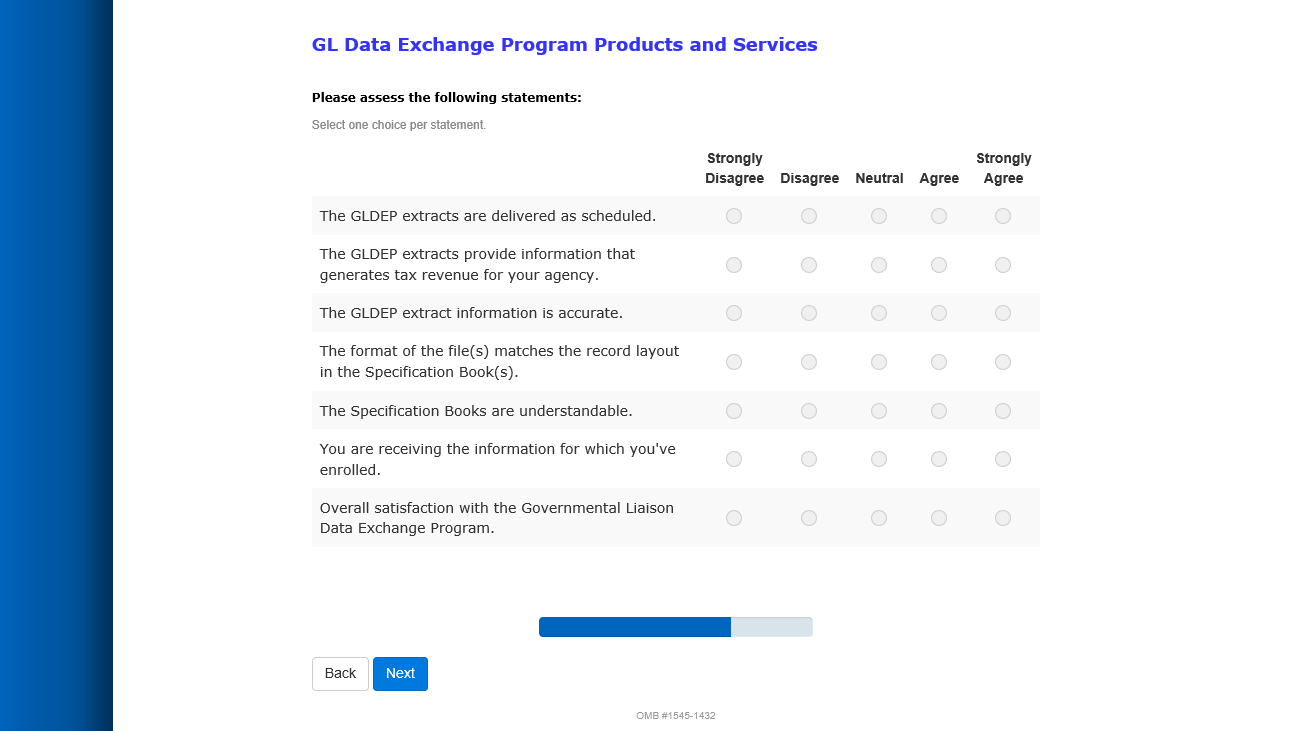 GL Data Exchange Program Products and Services
Please assess the following statements:
Select one choice per statement.
Strongly Disagree Disagree Neutral Agree Strongly Agree
The GLDEP extracts are delivered as scheduled.
The GLDEP extracts provide information that
generates tax revenue for your agency.
The GLDEP extract information is accurate.
The format of the file(s) matches the record layout
in the Specification Book(s).
The Specification Books are understandable.
You are receiving the information for which you've
enrolled.
Overall satisfaction with the Governmental Liaison
Data Exchange Program.
Back Next
OMB #1545-1432